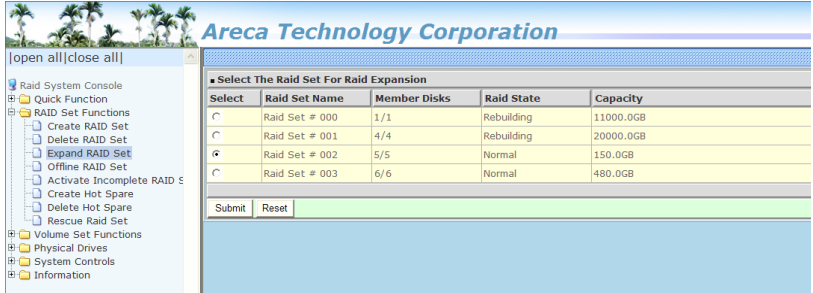 Areca Technology Corporation
|open all|close all|
Raid System Console
Quick Function
RAID Set Functions
Create RAID Set
Delete RAID Set
Expand RAID Set
Offline RAID Set
Activate Incomplete RAID S
Create Hot Spare
Delete Hot Spare
Rescue Raid Set
Volume Set Functions
Physical Drives
System Controls
Information
Select The Raid Set For Raid Expansion
Select Raid Set Name Member Disks Raid State Capacity
Raid Set # 000 1/1 Rebuilding 11000.0GB
Raid Set # 001 4/4 Rebuilding 20000.0GB
Raid Set # 002 5/5 Normal 150.0GB
Raid Set # 003 6/6 Normal 480.0GB
Submit Reset